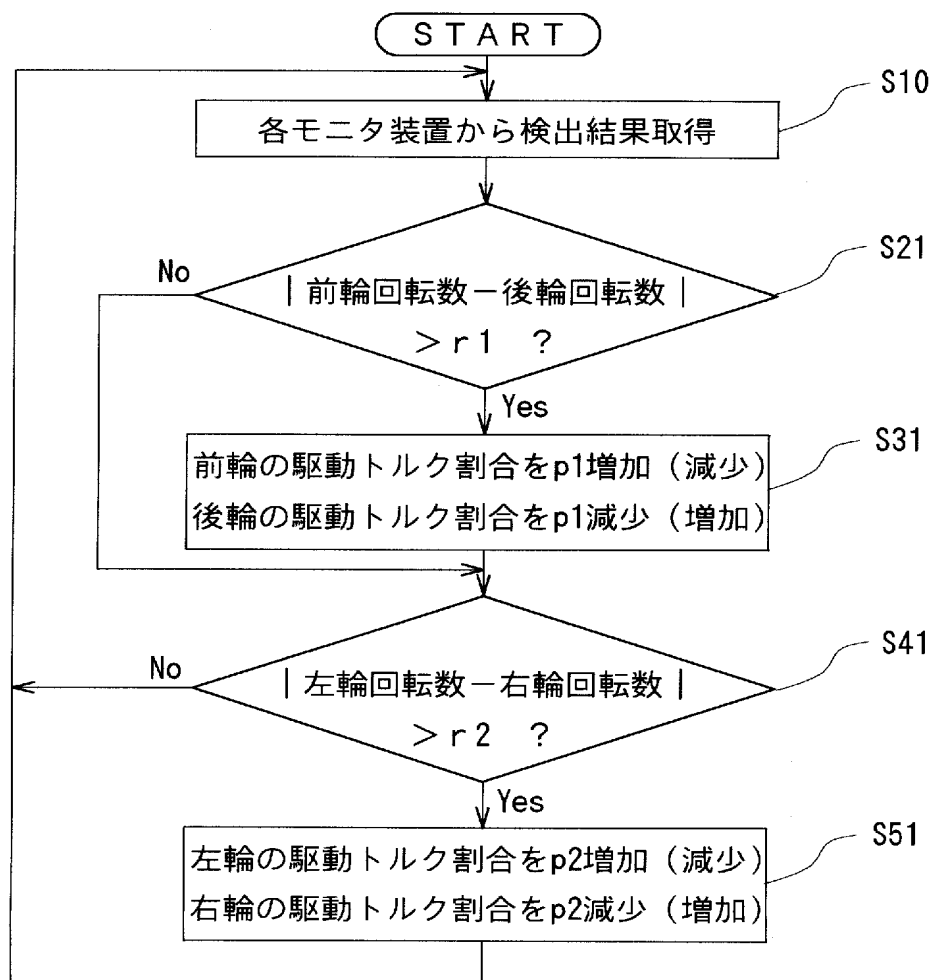 START
S10
各モニタ装置から検出結果取得
S21
No
|前輪回転数－後輪回転数|
＞r1 ?
Yes
S31
前輪の駆動トルク割合をp1増加（減少）
後輪の駆動トルク割合をp1減少（増加）
S41
No
|左輪回転数－右輪回転数|
＞r2 ?
Yes
S51
左輪の駆動トルク割合をp2増加（減少）
右輪の駆動トルク割合をp2減少（増加）